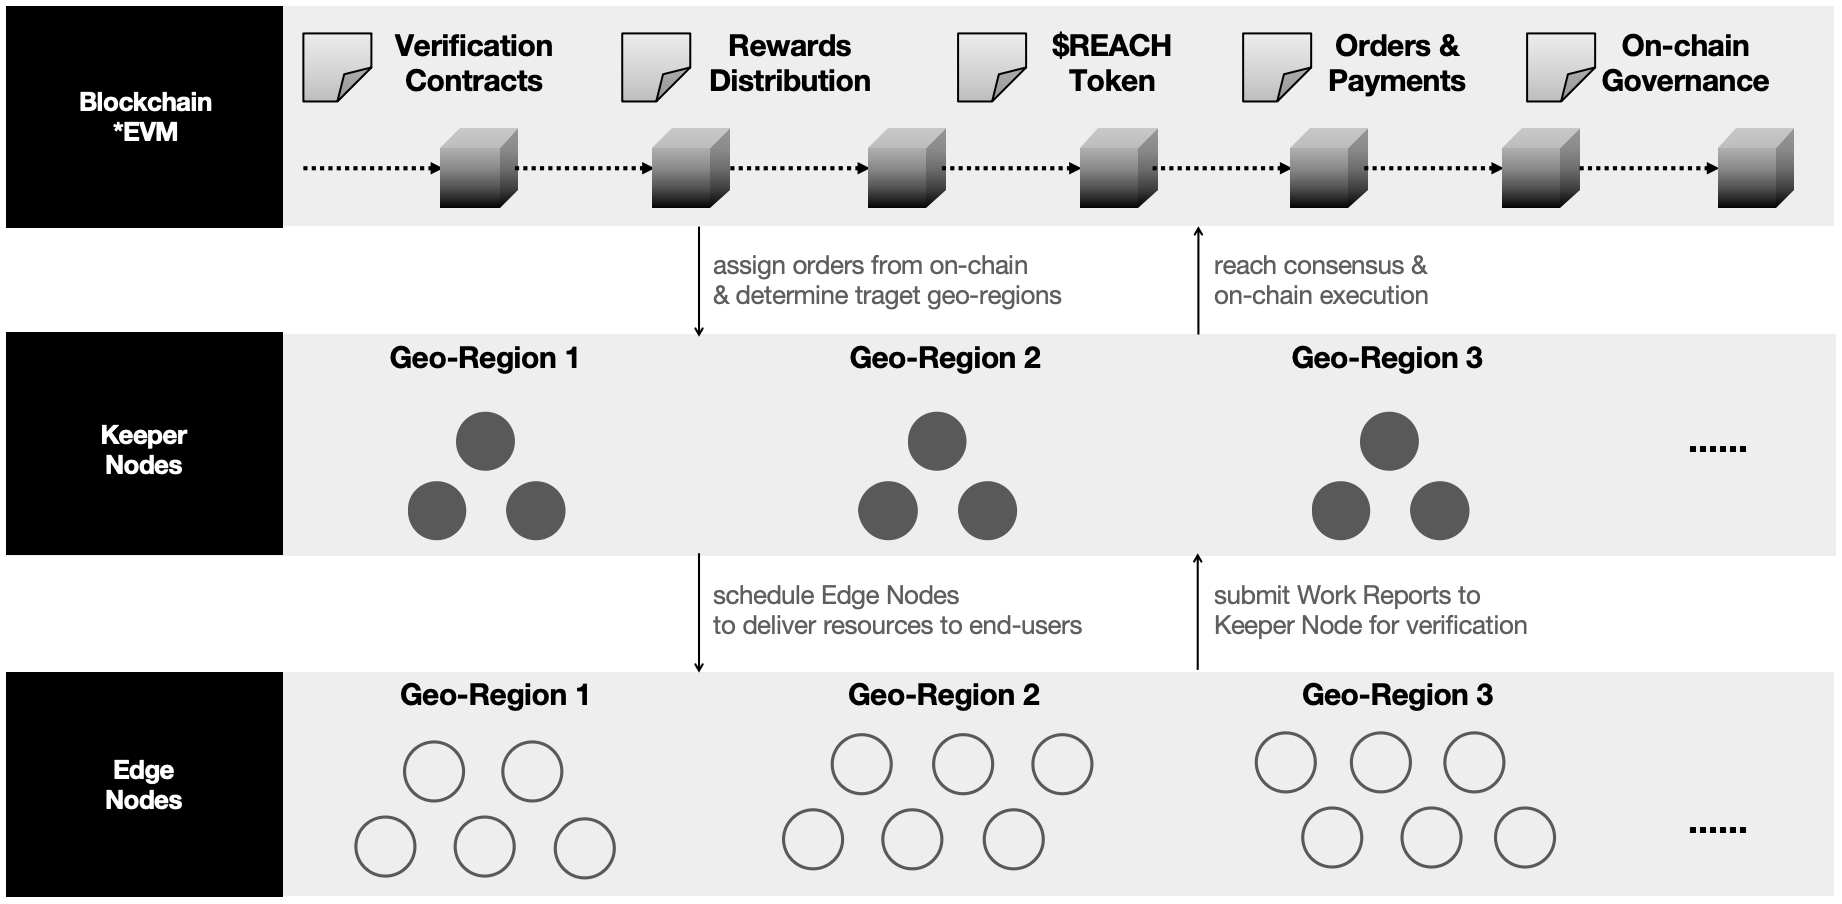 Blockchain
*EVM
Verification
Contracts
Rewards
Distribution
$REACH
Token
Orders &
Payments
On-chain
Governance
assign orders from on-chain
& determine traget geo-regions
reach consensus &
on-chain execution
Keeper
Nodes
Geo-Region 1
Geo-Region 2
Geo-Region 3
......
schedule Edge Nodes
to deliver resources to end-users
submit Work Reports to
Keeper Node for verification
Edge
Nodes
Geo-Region 1
Geo-Region 2
Geo-Region 3
......